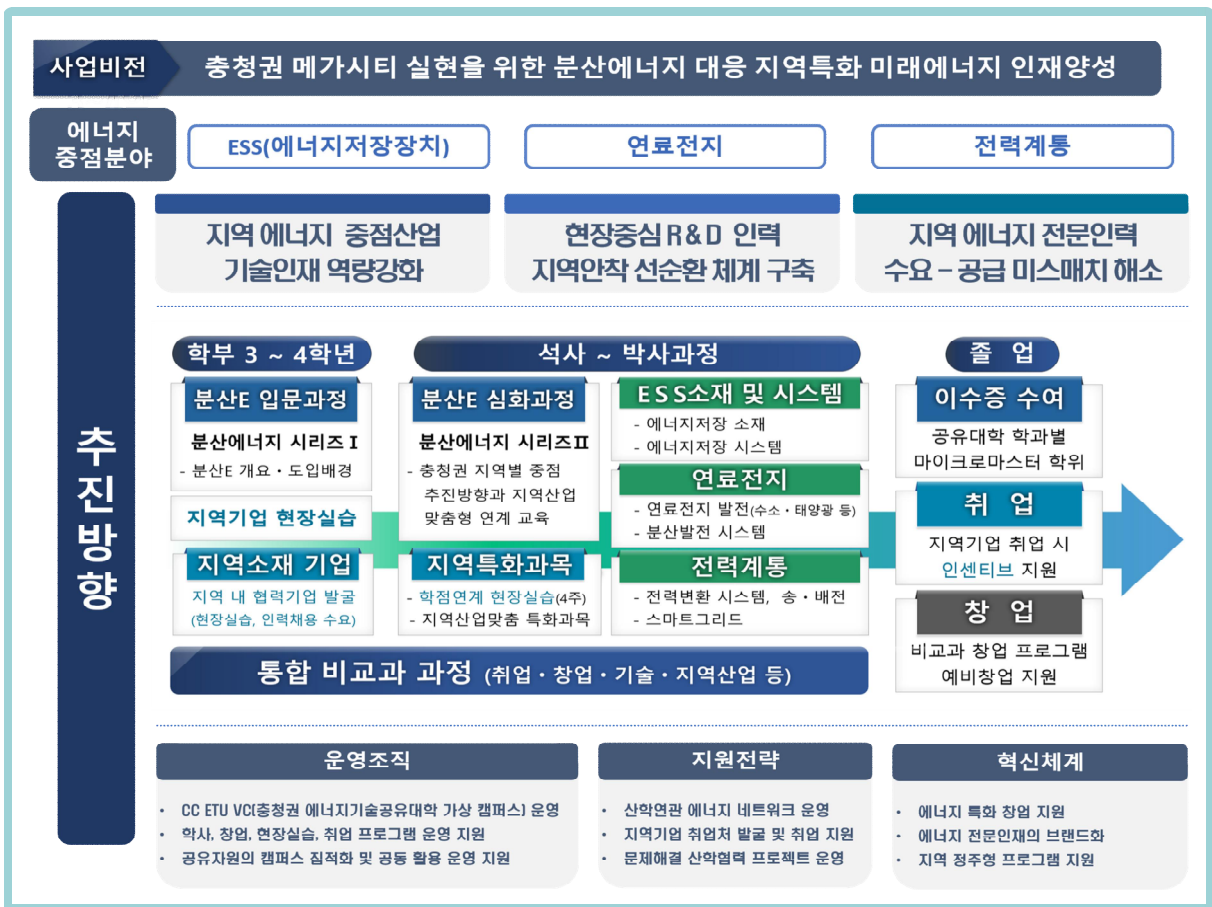 사업비전
충청권 메가시티 실현을 위한 분산에너지 대응 지역특화 미래에너지 인재양성
에너지
중점분야
ESS(에너지저장장치)
연료전지
전력계통
추진방향
지역 에너지 중점산업
기술인재 역량강화
현장중심 R&D 인력
지역안착 선순환 체계 구축
지역 에너지 전문인력
수요 – 공급 미스매치 해소
학부 3 ~ 4학년
분산E 입문과정
분산에너지 시리즈 I
- 분산E 개요・도입배경
지역기업 현장실습
지역소재 기업
지역 내 협력기업 발굴
(현장실습, 인력채용 수요)
석사 ~ 박사과정
분산E 심화과정
분산에너지 시리즈 II
- 충청권 지역별 중점
추진방향과 지역산업
맞춤형 연계 교육
지역특화과목
- 학점연계 현장실습(4주)
- 지역산업맞춤 특화과목
ESS소재 및 시스템
- 에너지저장 소재
- 에너지저장 시스템
연료전지
- 연료전지 발전(수소・태양광 등)
- 분산발전 시스템
전력계통
- 전력변환 시스템, 송・배전
- 스마트그리드
통합 비교과 과정 (취업・창업・기술・지역산업 등)
졸 업
이수증 수여
공유대학 학과별
마이크로마스터 학위
취 업
지역기업 취업 시
인센티브 지원
창 업
비교과 창업 프로그램
예비창업 지원
운영조직
• CC ETU VC(충청권 에너지기술공유대학 가상 캠퍼스) 운영
• 학사, 창업, 현장실습, 취업 프로그램 운영 지원
• 공유자원의 캠퍼스 집적화 및 공동 활용 운영 지원
지원전략
• 산학연관 에너지 네트워크 운영
• 지역기업 취업처 발굴 및 취업 지원
• 문제해결 산학협력 프로젝트 운영
혁신체계
• 에너지 특화 창업 지원
• 에너지 전문인재의 브랜드화
• 지역 정주형 프로그램 지원